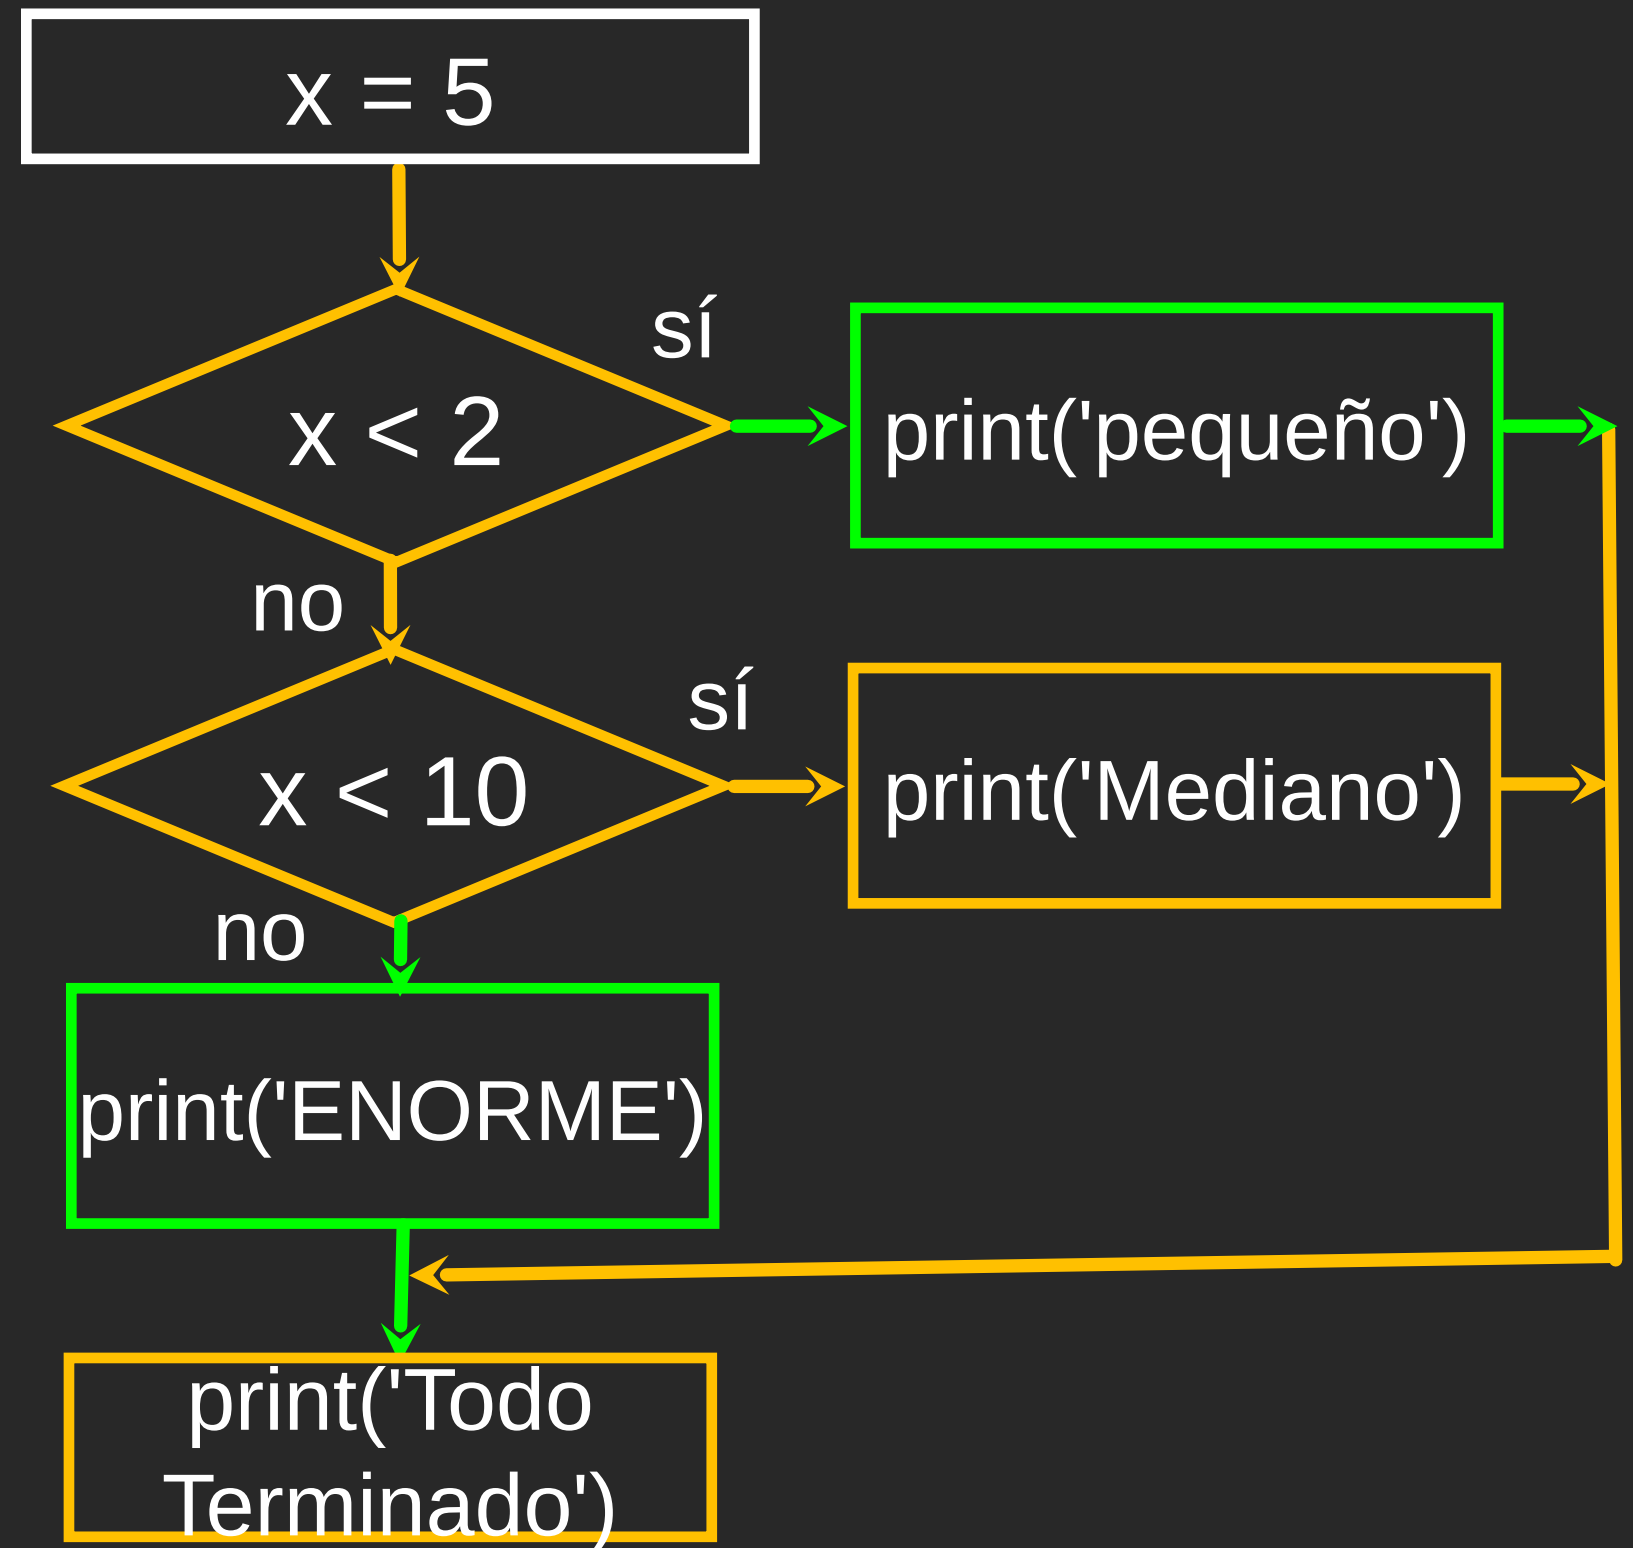 x = 5
sí
x < 2
print('pequeño')
no
sí
x < 10
print('Mediano')
no
print('ENORME')
print('Todo
Terminado')